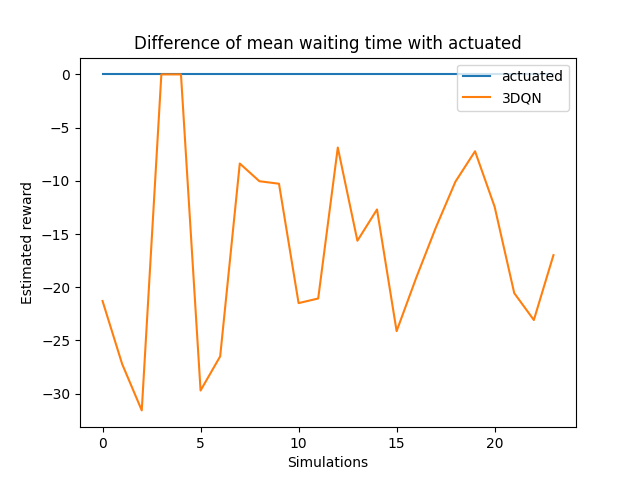 Difference of mean waiting time with actuated
actuated
3DQN
Estimated reward
0
−5
−10
−15
−20
−25
−30
0
5
10
15
20
Simulations